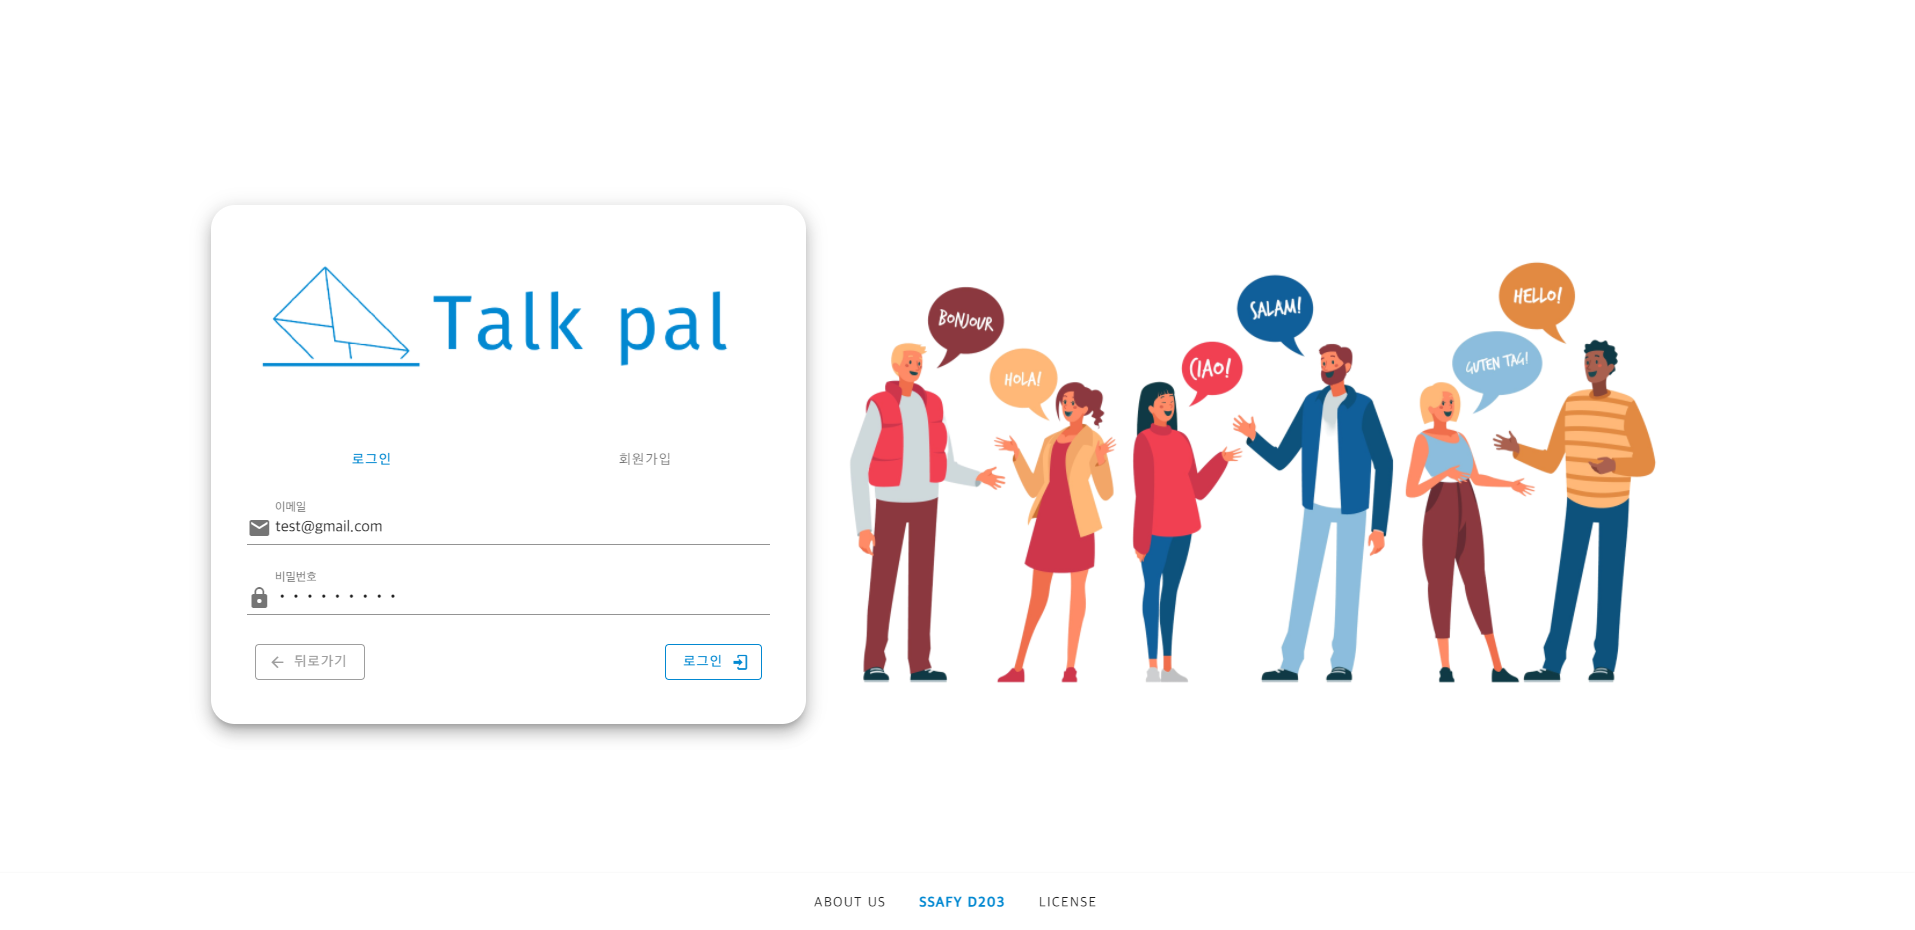 Talk pal
로그인
회원가입
이메일
test@gmail.com
비밀번호
•••••••••
뒤로가기
로그인
BONJOUR
HOLA!
CIAO!
SALAM!
GUTEN TAG!
HELLO!
ABOUT US
SSAFY D203
LICENSE